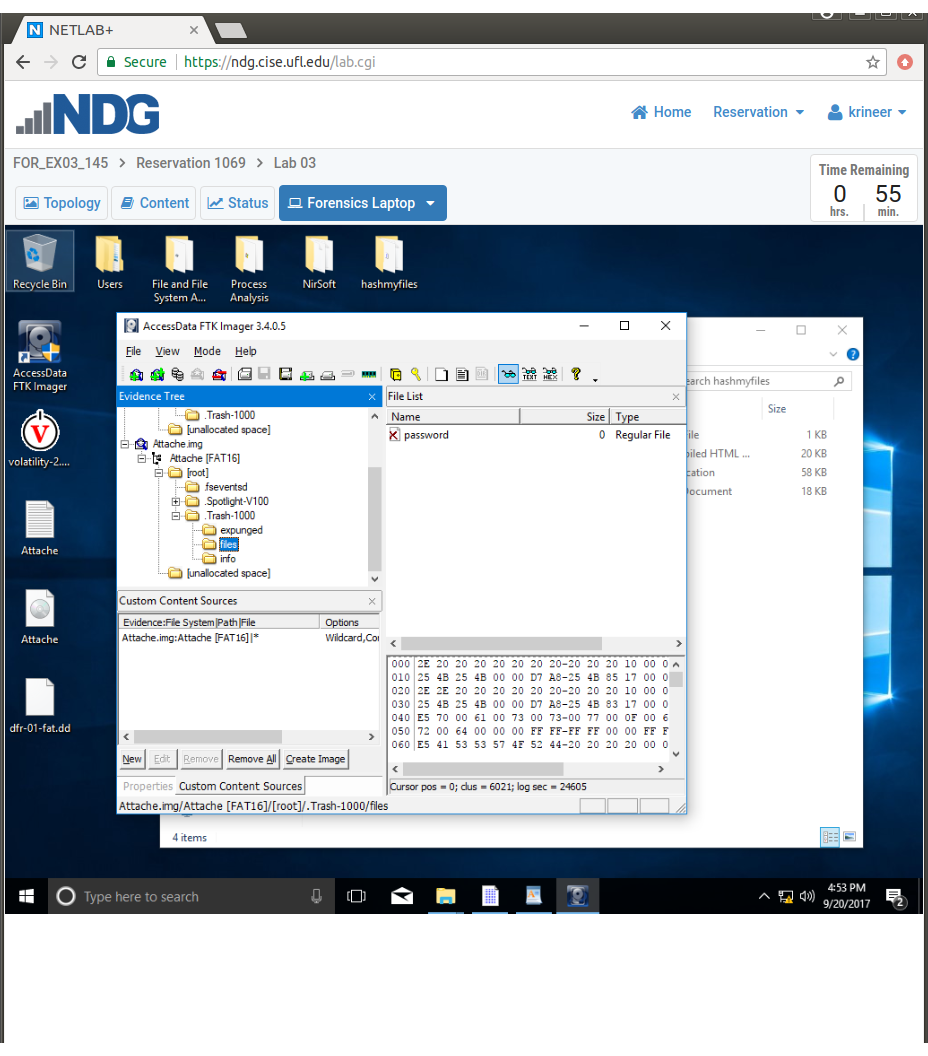 NETLAB+
Secure https://ndg.cise.ufl.edu/lab.cgi
NDG
Home Reservation krineer
FOR_EX03_145 > Reservation 1069 > Lab 03
Time Remaining
0 55
hrs. min.
Topology Content Status Forensics Laptop
Recycle Bin
Users
File and File System A...
Process Analysis
NirSoft
hashmyfiles
AccessData FTK Imager
volatility-2....
Attache
Attache
dfr-01-fat.dd
AccessData FTK Imager 3.4.0.5
File View Mode Help
Evidence Tree
.Trash-1000
[unallocated space]
Attache.img
Attache [FAT16]
[root]
.fseventsd
.Spotlight-V100
.Trash-1000
expunged
files
info
[unallocated space]
Custom Content Sources
Evidence:File System|Path|File Options
Attache.img:Attache [FAT16]|* Wildcard,Con
New Edit Remove Remove All Create Image
Properties Custom Content Sources
File List
Name Size Type
password 0 Regular File
000 2E 20 20 20 20 20 20 20-20 20 20 10 00 0
010 25 4B 25 4B 00 00 D7 A8-25 4B 85 17 00 0
020 2E 2E 20 20 20 20 20 20-20 20 20 10 00 0
030 25 4B 25 4B 00 00 D7 A8-25 4B 83 17 00 0
040 E5 70 00 61 00 73 00 73-00 77 00 0F 00 6
050 72 00 64 00 00 00 FF FF-FF FF 00 00 FF F
060 E5 41 53 53 57 4F 52 44-20 20 20 20 00 0
Cursor pos = 0; clus = 6021; log sec = 24605
Attache.img/Attache [FAT16]/[root]/.Trash-1000/files
earch hashmyfiles
Size
ile 1 KB
piled HTML ... 20 KB
cation 58 KB
Document 18 KB
4 items
Type here to search
4:53 PM
9/20/2017
2